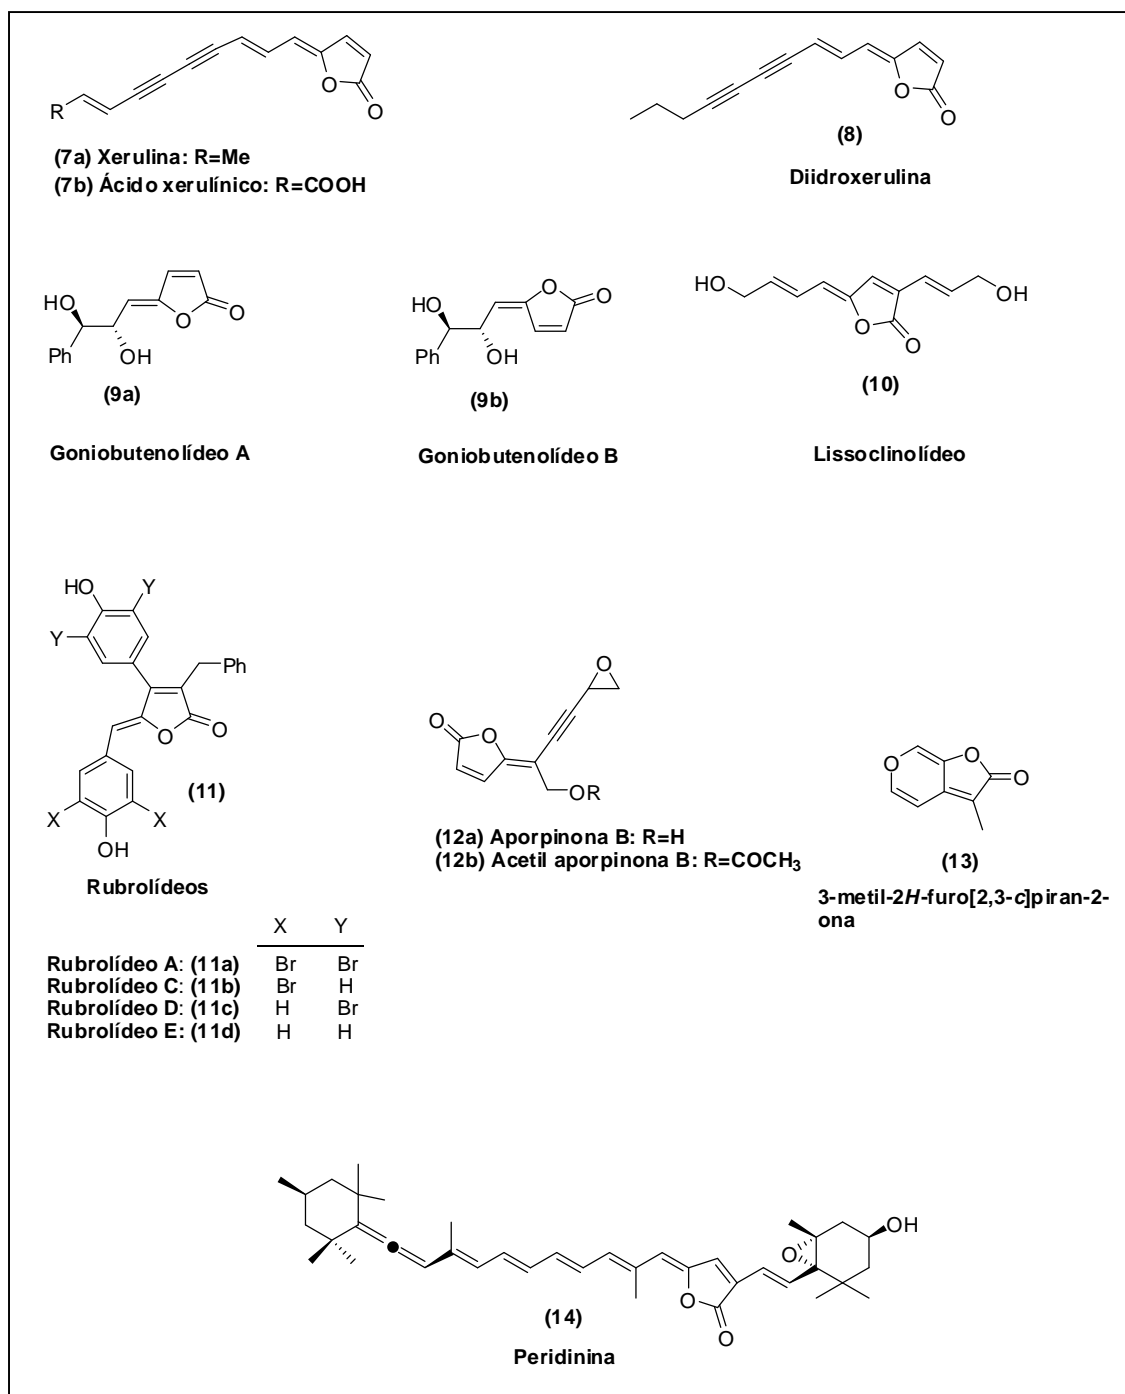 R
O
O
(7a) Xerulina: R=Me
(7b) Ácido xerulínico: R=COOH
O
O
(8)
Diidroxerulina
HO
Ph
OH
O
O
(9a)
Goniobutenolídeo A
HO
Ph
OH
O
O
(9b)
Goniobutenolídeo B
HO
O
O
OH
(10)
Lissoclinolídeo
HO
Y
Y
Ph
O
O
X
X
OH
(11)
Rubrolídeos
X Y
Rubrolídeo A: (11a) Br Br
Rubrolídeo C: (11b) Br H
Rubrolídeo D: (11c) H Br
Rubrolídeo E: (11d) H H
O
O
O
OR
(12a) Aporpinona B: R=H
(12b) Acetil aporpinona B: R=COCH3
O
O
O
(13)
3-metil-2H-furo[2,3-c]piran-2-
ona
O
O
O
OH
(14)
Peridinina